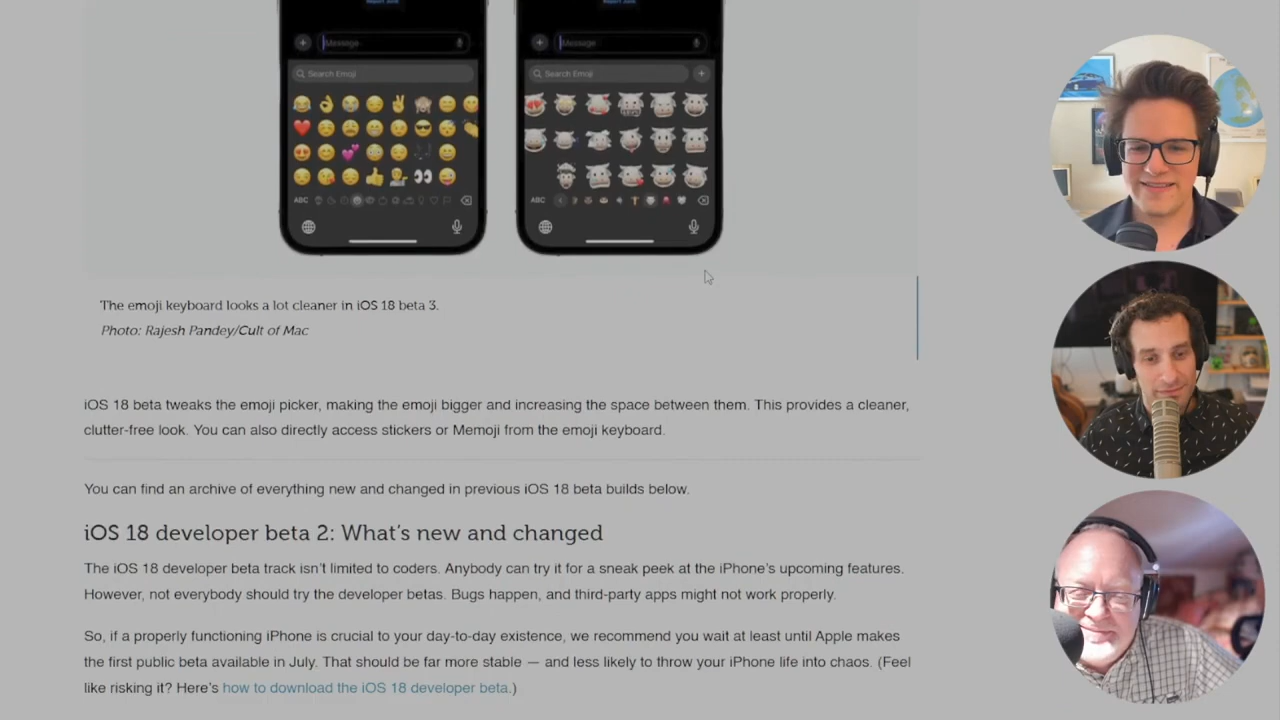 iMessage
iMessage
Search Emoji
Search Emoji
ABC
ABC
The emoji keyboard looks a lot cleaner in iOS 18 beta 3.
Photo: Rajesh Pandey/Cult of Mac
iOS 18 beta tweaks the emoji picker, making the emoji bigger and increasing the space between them. This provides a cleaner,
clutter-free look. You can also directly access stickers or Memoji from the emoji keyboard.
You can find an archive of everything new and changed in previous iOS 18 beta builds below.
iOS 18 developer beta 2: What's new and changed
The iOS 18 developer beta track isn't limited to coders. Anybody can try it for a sneak peek at the iPhone's upcoming features.
However, not everybody should try the developer betas. Bugs happen, and third-party apps might not work properly.
So, if a properly functioning iPhone is crucial to your day-to-day existence, we recommend you wait at least until Apple makes
the first public beta available in July. That should be far more stable — and less likely to throw your iPhone life into chaos. (Feel
like risking it? Here's how to download the iOS 18 developer beta.)